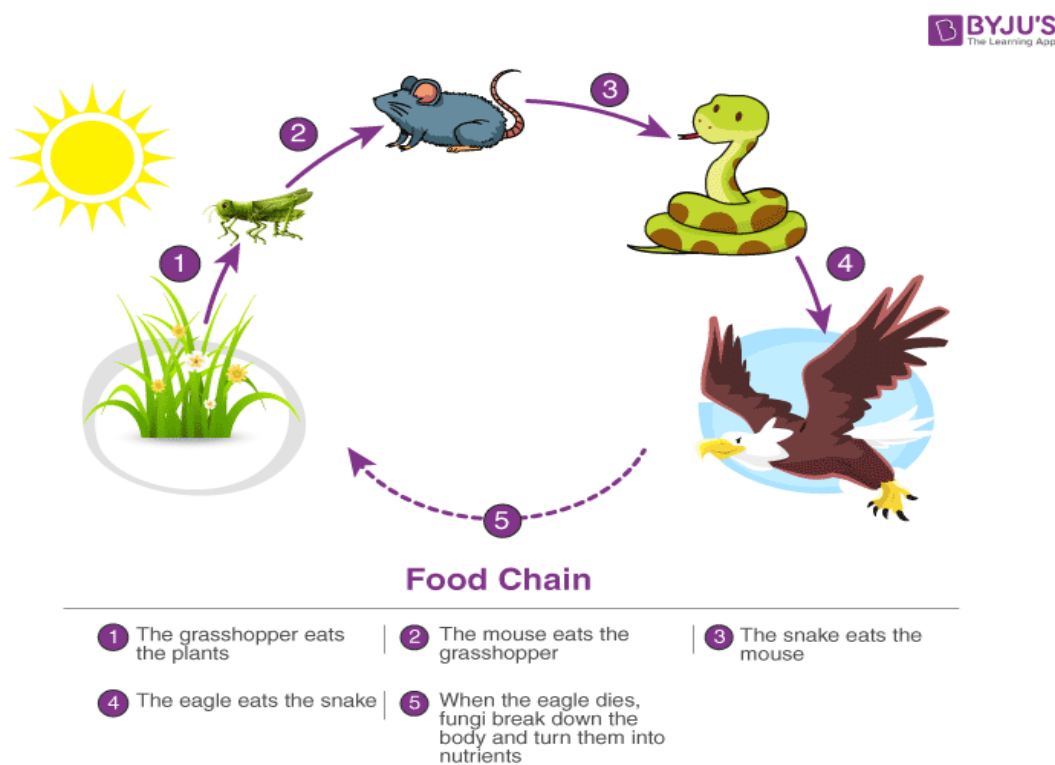 BYJU'S
The Learning App
2
3
1
4
5
Food Chain
1 The grasshopper eats
the plants
2 The mouse eats the
grasshopper
3 The snake eats the
mouse
4 The eagle eats the snake
5 When the eagle dies,
fungi break down the
body and turn them into
nutrients